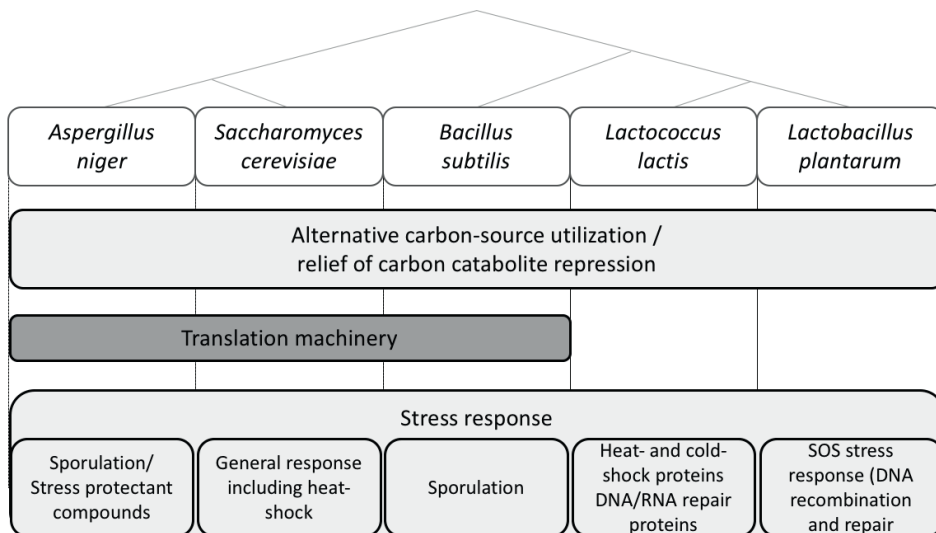 Aspergillus
niger
Saccharomyces
cerevisiae
Bacillus
subtilis
Lactococcus
lactis
Lactobacillus
plantarum
Alternative carbon-source utilization /
relief of carbon catabolite repression
Translation machinery
Stress response
Sporulation/
Stress protectant
compounds
General response
including heat-
shock
Sporulation
Heat- and cold-
shock proteins
DNA/RNA repair
proteins
SOS stress
response (DNA
recombination
and repair